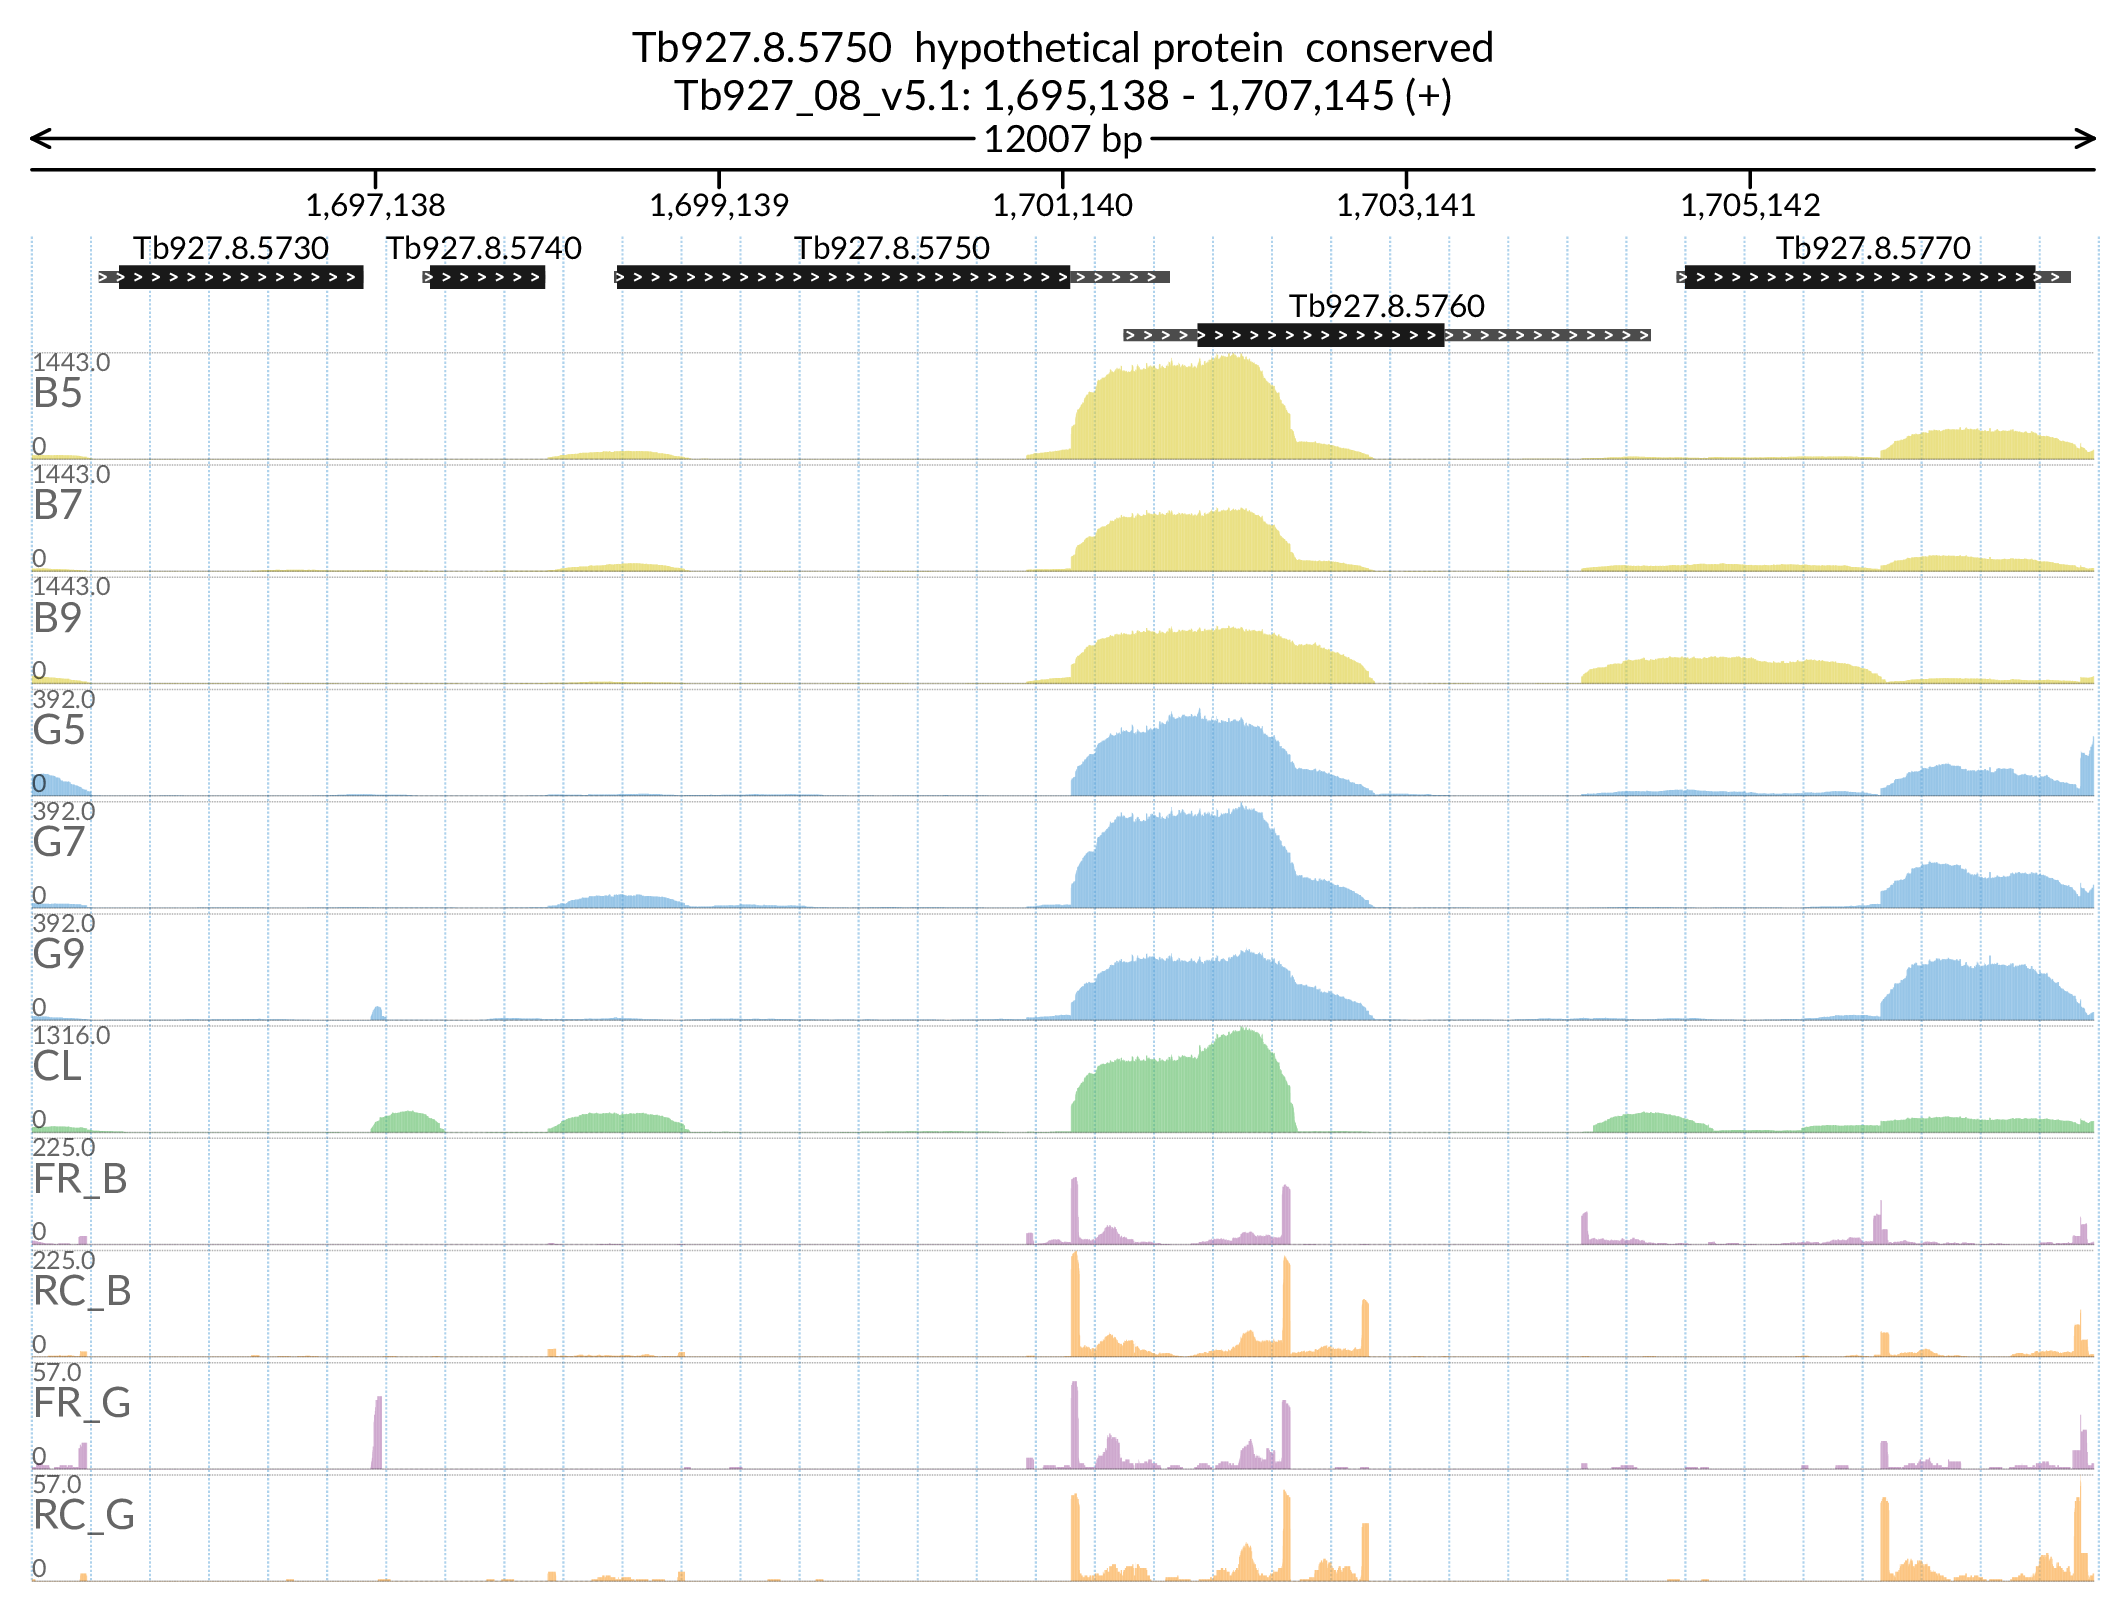 Tb927.8.5750  hypothetical protein  conserved
Tb927_08_v5.1: 1,695,138 - 1,707,145 (+)
12007 bp
1,697,138 1,699,139 1,701,140 1,703,141 1,705,142
Tb927.8.5730 Tb927.8.5740 Tb927.8.5750 Tb927.8.5770
Tb927.8.5760
1443.0
B5
0
1443.0
B7
0
1443.0
B9
0
392.0
G5
0
392.0
G7
0
392.0
G9
0
1316.0
CL
0
225.0
FR_B
0
225.0
RC_B
0
57.0
FR_G
0
57.0
RC_G
0